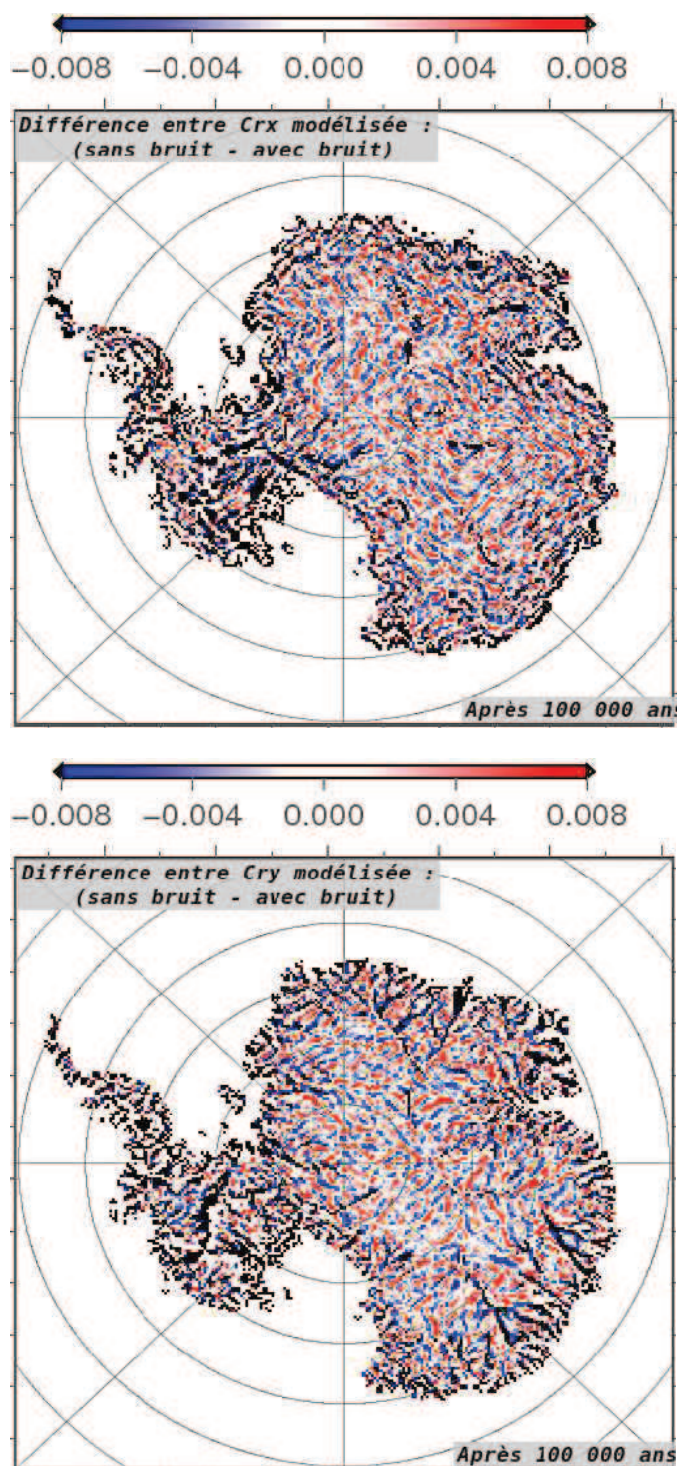 −0.008 −0.004 0.000 0.004 0.008
Différence entre Crx modélisée :
(sans bruit - avec bruit)
Après 100 000 ans
−0.008 −0.004 0.000 0.004 0.008
Différence entre Cry modélisée :
(sans bruit - avec bruit)
Après 100 000 ans